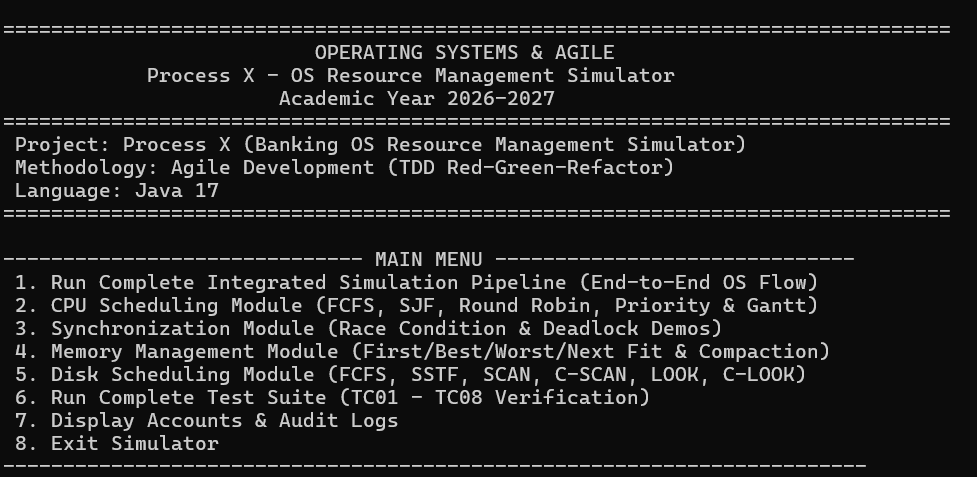 ===============================================================================
OPERATING SYSTEMS & AGILE
Process X - OS Resource Management Simulator
Academic Year 2026-2027
===============================================================================
Project: Process X (Banking OS Resource Management Simulator)
Methodology: Agile Development (TDD Red-Green-Refactor)
Language: Java 17
===============================================================================
------------------------------ MAIN MENU ------------------------------
1. Run Complete Integrated Simulation Pipeline (End-to-End OS Flow)
2. CPU Scheduling Module (FCFS, SJF, Round Robin, Priority & Gantt)
3. Synchronization Module (Race Condition & Deadlock Demos)
4. Memory Management Module (First/Best/Worst/Next Fit & Compaction)
5. Disk Scheduling Module (FCFS, SSTF, SCAN, C-SCAN, LOOK, C-LOOK)
6. Run Complete Test Suite (TC01 - TC08 Verification)
7. Display Accounts & Audit Logs
8. Exit Simulator
------------------------------------------------------------------------